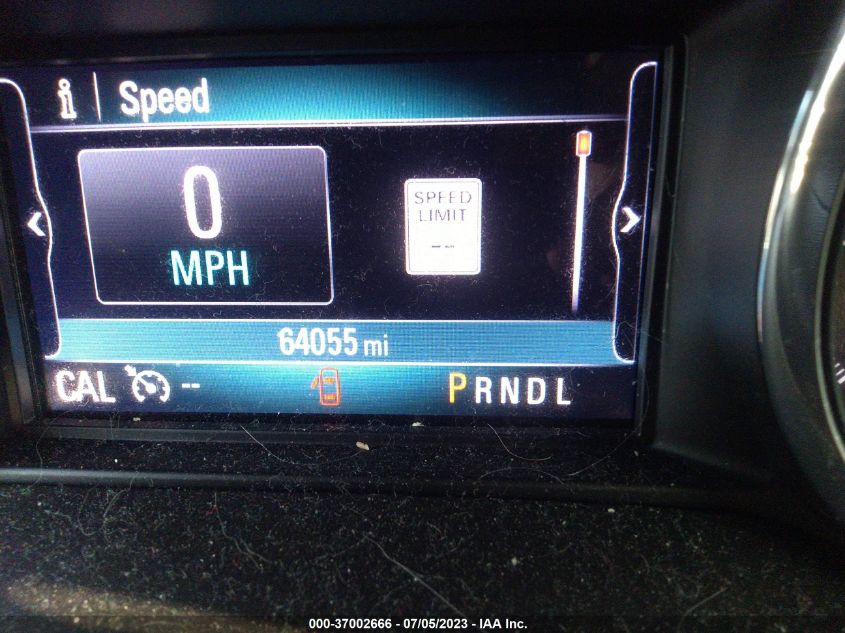 i Speed
0
MPH
SPEED
LIMIT
--
64055 mi
CAL -- PRNDL
000-37002666 - 07/05/2023 - IAA Inc.